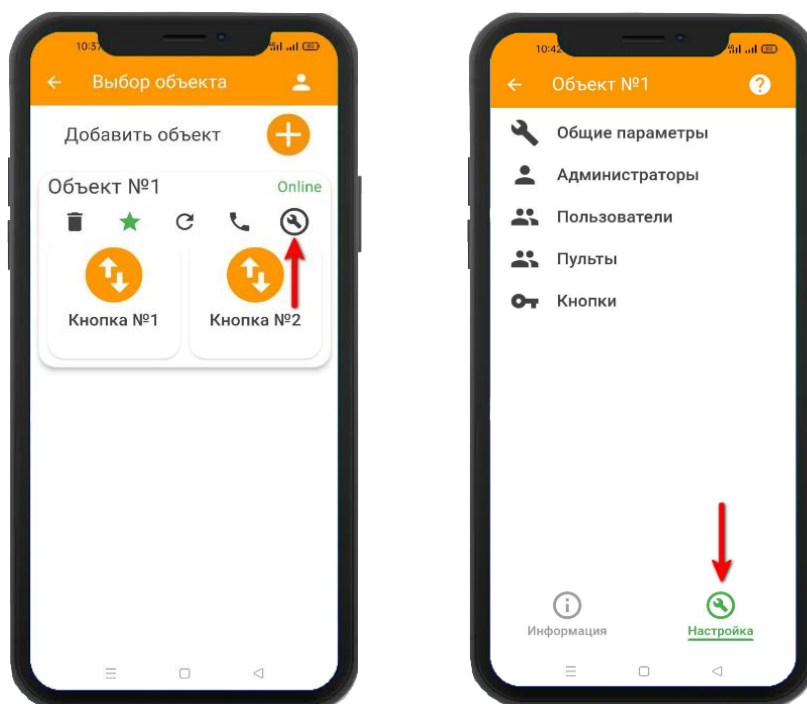 10:37
Выбор объекта
Добавить объект
Объект №1
Online
Кнопка №1
Кнопка №2
10:42
Объект №1
Общие параметры
Администраторы
Пользователи
Пульты
Кнопки
Информация
Настройка